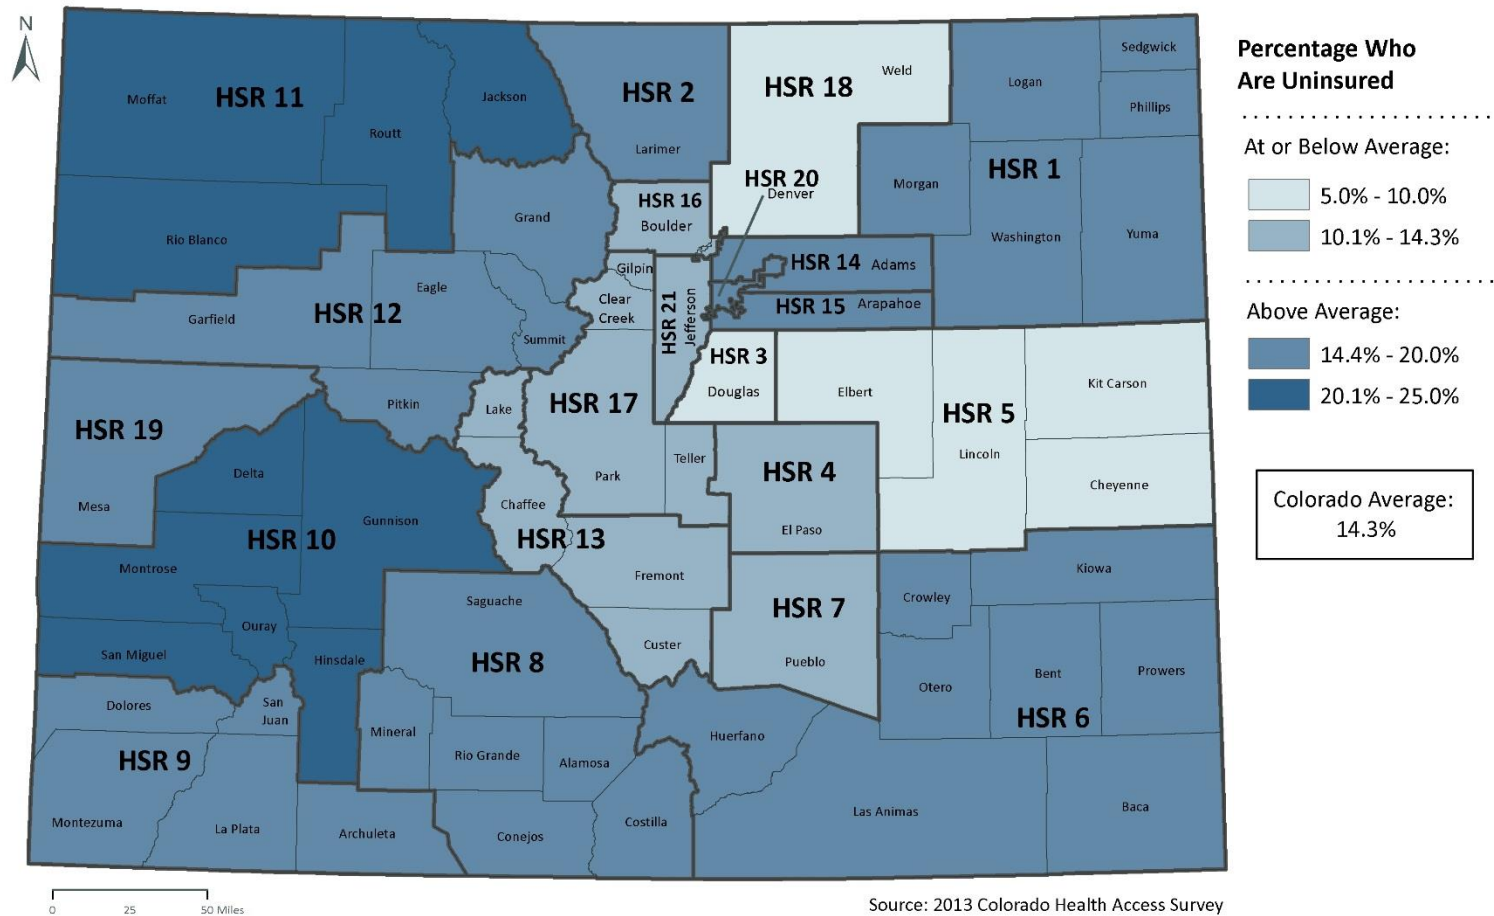 N
Sedgwick
Weld
Logan
HSR 18
HSR 2
HSR 11
Moffat
Jackson
Phillips
Routt
Larimer
HSR 1
HSR 20
Denver
Morgan
HSR 16
Boulder
Grand
Rio Blanco
Washington
Yuma
HSR 14
Adams
Gilpin
Eagle
Clear
Creek
HSR 15
Arapahoe
HSR 12
Garfield
HSR 21
Jefferson
Summit
HSR 3
Douglas
Elbert
Kit Carson
Pitkin
Lake
HSR 17
HSR 5
HSR 19
Lincoln
Teller
Park
HSR 4
Delta
Cheyenne
Mesa
Chaffee
Gunnison
El Paso
HSR 10
HSR 13
Montrose
Fremont
Kiowa
Saguache
Crowley
HSR 7
Ouray
Custer
San Miguel
Hinsdale
HSR 8
Pueblo
Bent
Prowers
Otero
Dolores
San
Juan
HSR 6
Mineral
Huerfano
HSR 9
Rio Grande
Alamosa
Montezuma
La Plata
Archuleta
Conejos
Costilla
Las Animas
Baca
0 25 50 Miles
Source: 2013 Colorado Health Access Survey
Percentage Who
Are Uninsured
At or Below Average:
5.0% - 10.0%
10.1% - 14.3%
Above Average:
14.4% - 20.0%
20.1% - 25.0%
Colorado Average:
14.3%